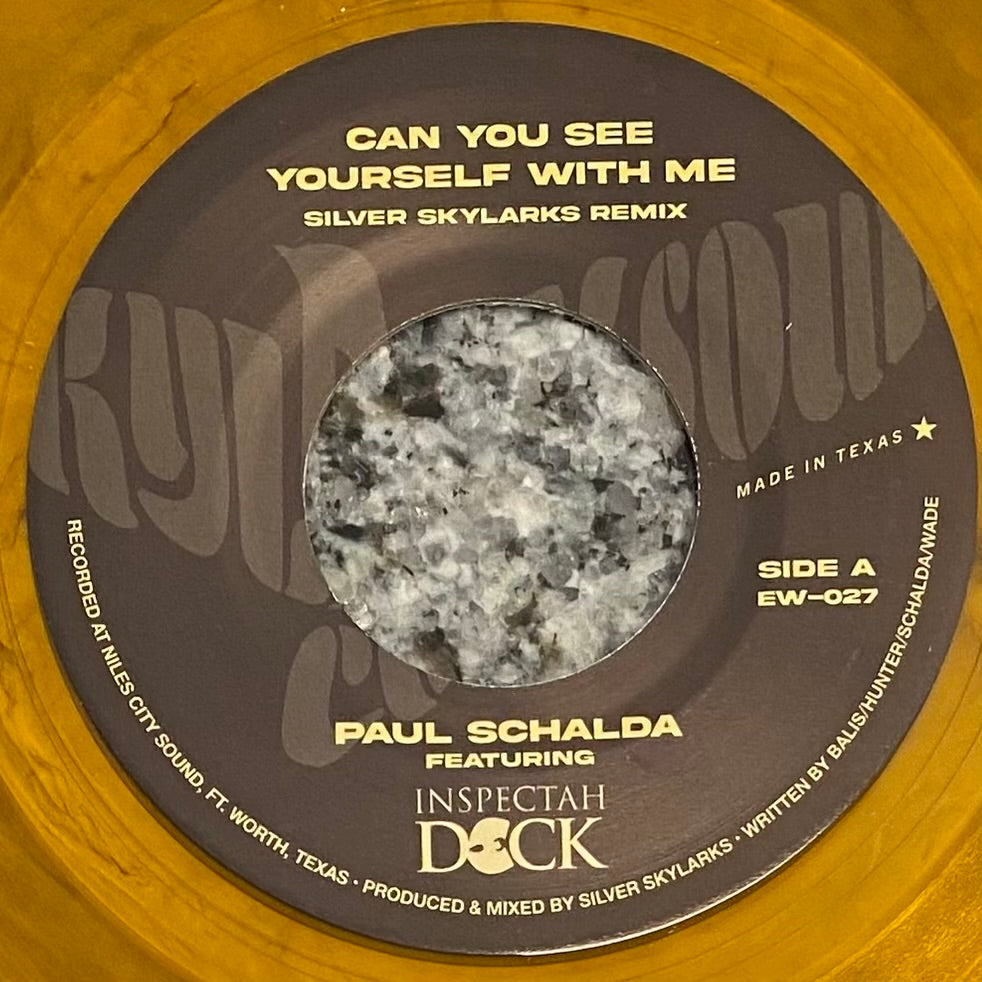 CAN YOU SEE
YOURSELF WITH ME
SILVER SKYLARKS REMIX
MADE IN TEXAS
SIDE A
EW-027
PAUL SCHALDA
FEATURING
INSPECTAH
DECK
RECORDED AT NILES CITY SOUND, FT. WORTH, TEXAS · PRODUCED & MIXED BY SILVER SKYLARKS · WRITTEN BY BALIS/HUNTER/SCHALDA/WADE